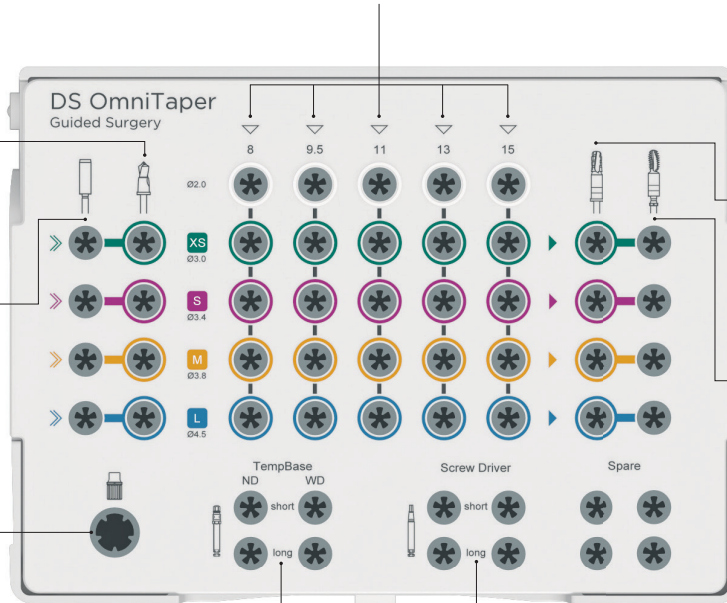 DS OmniTaper
Guided Surgery
8 9.5 11 13 15
Ø2.0
XS
Ø3.0
S
Ø3.4
M
Ø3.8
L
Ø4.5
TempBase
ND WD
short
long
Screw Driver
short
long
Spare